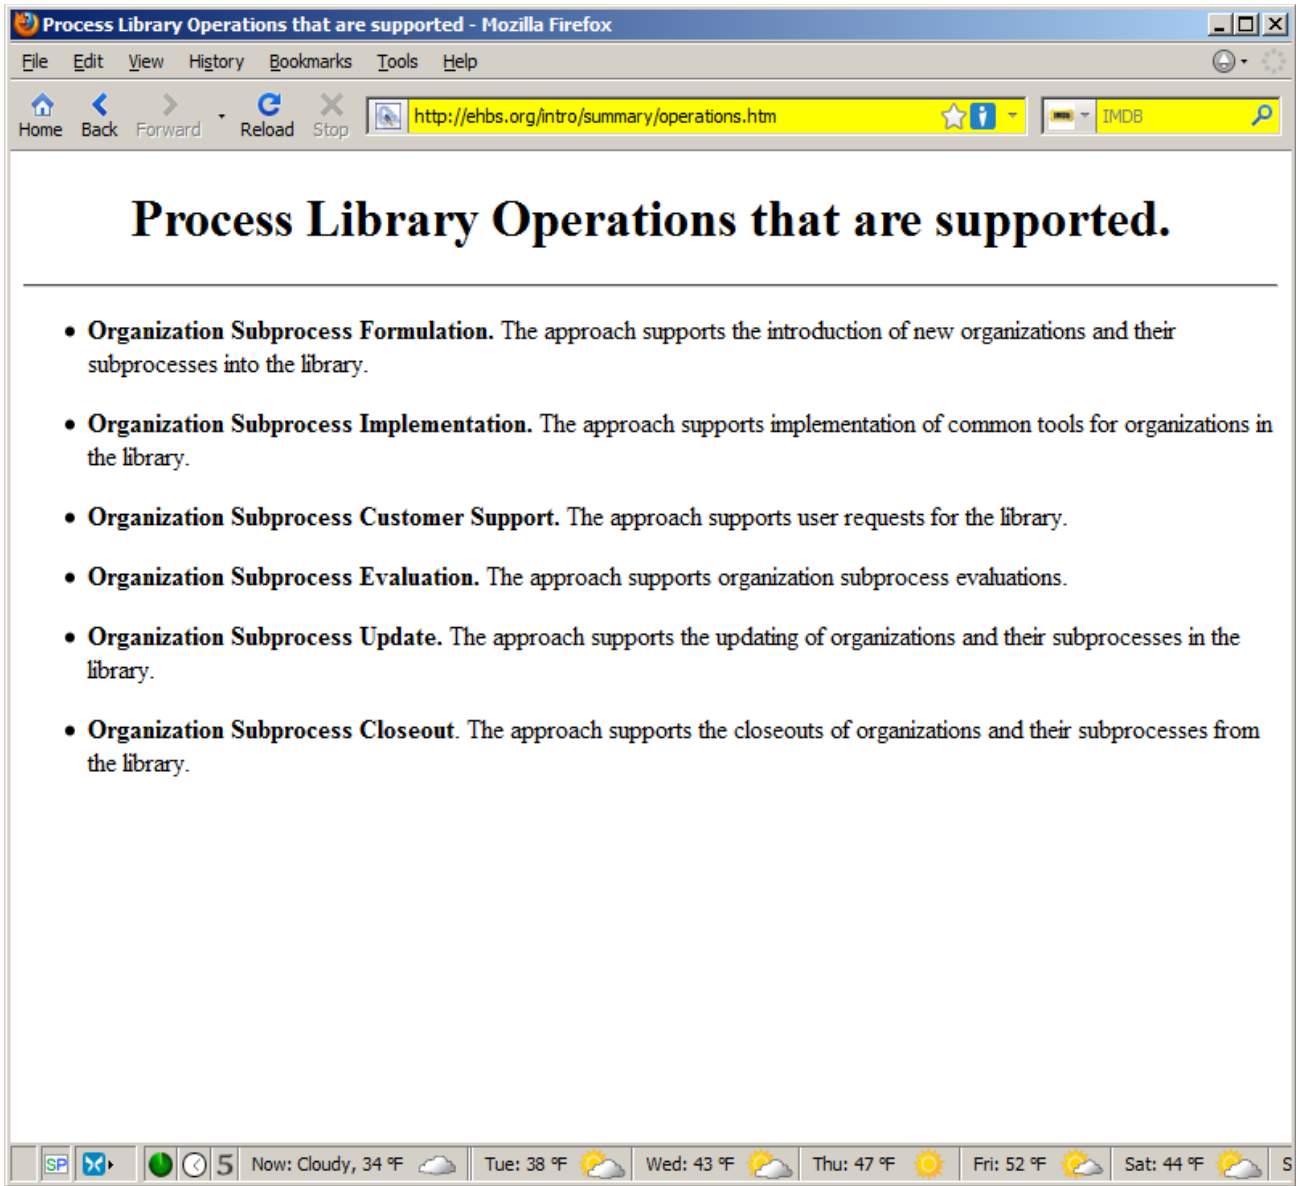 Process Library Operations that are supported - Mozilla Firefox
File Edit View History Bookmarks Tools Help
Home Back Forward Reload Stop http://ehbs.org/intro/summary/operations.htm IMDB IMDB
Process Library Operations that are supported.
• Organization Subprocess Formulation. The approach supports the introduction of new organizations and their
subprocesses into the library.
• Organization Subprocess Implementation. The approach supports implementation of common tools for organizations in
the library.
• Organization Subprocess Customer Support. The approach supports user requests for the library.
• Organization Subprocess Evaluation. The approach supports organization subprocess evaluations.
• Organization Subprocess Update. The approach supports the updating of organizations and their subprocesses in the
library.
• Organization Subprocess Closeout. The approach supports the closeouts of organizations and their subprocesses from
the library.
SP 5 Now: Cloudy, 34 ºF Tue: 38 ºF Wed: 43 ºF Thu: 47 ºF Fri: 52 ºF Sat: 44 ºF S